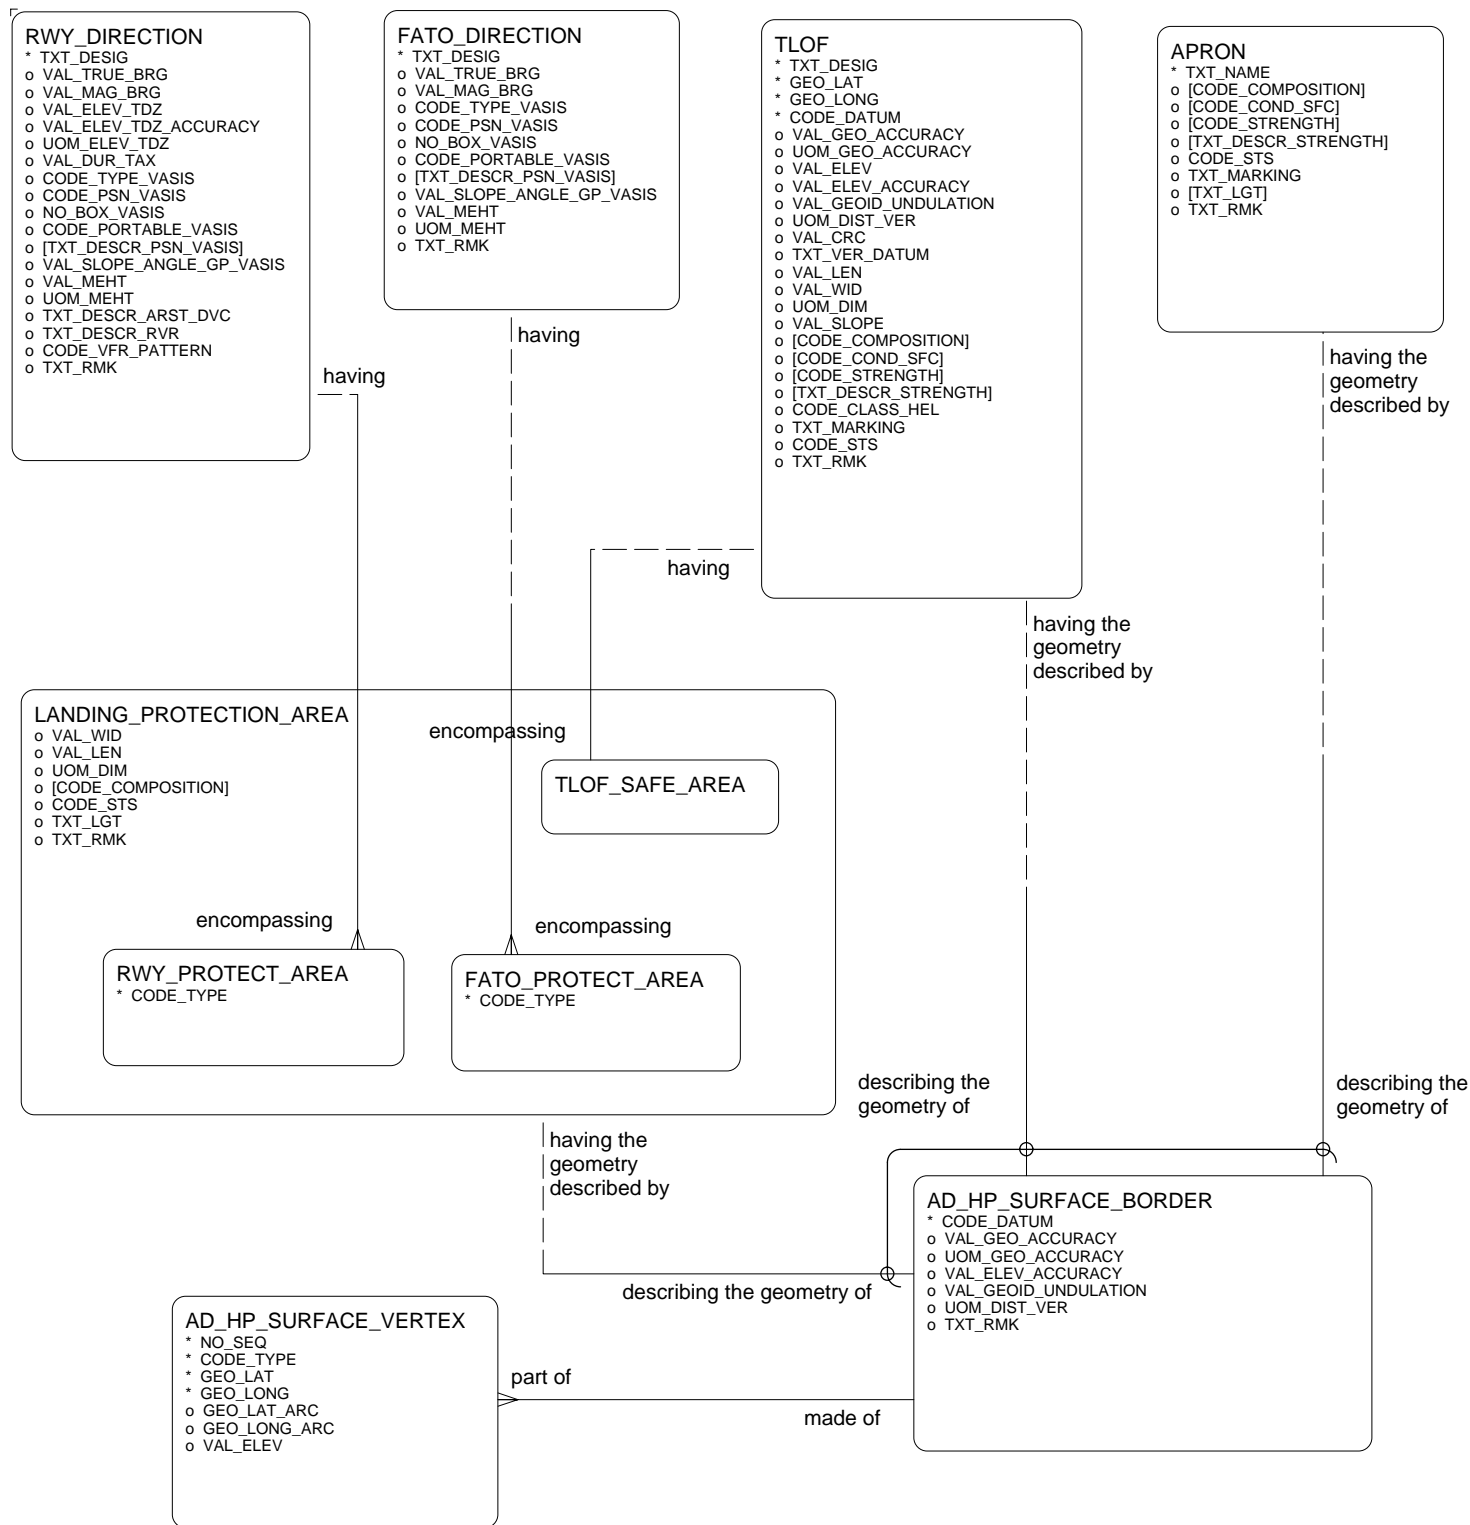 RWY_DIRECTION
* TXT_DESIG
o VAL_TRUE_BRG
o VAL_MAG_BRG
o VAL_ELEV_TDZ
o VAL_ELEV_TDZ_ACCURACY
o UOM_ELEV_TDZ
o VAL_DUR_TAX
o CODE_TYPE_VASIS
o CODE_PSN_VASIS
o NO_BOX_VASIS
o CODE_PORTABLE_VASIS
o [TXT_DESCR_PSN_VASIS]
o VAL_SLOPE_ANGLE_GP_VASIS
o VAL_MEHT
o UOM_MEHT
o TXT_DESCR_ARST_DVC
o TXT_DESCR_RVR
o CODE_VFR_PATTERN
o TXT_RMK
FATO_DIRECTION
* TXT_DESIG
o VAL_TRUE_BRG
o VAL_MAG_BRG
o CODE_TYPE_VASIS
o CODE_PSN_VASIS
o NO_BOX_VASIS
o CODE_PORTABLE_VASIS
o [TXT_DESCR_PSN_VASIS]
o VAL_SLOPE_ANGLE_GP_VASIS
o VAL_MEHT
o UOM_MEHT
o TXT_RMK
TLOF
* TXT_DESIG
* GEO_LAT
* GEO_LONG
* CODE_DATUM
o VAL_GEO_ACCURACY
o UOM_GEO_ACCURACY
o VAL_ELEV
o VAL_ELEV_ACCURACY
o VAL_GEOID_UNDULATION
o UOM_DIST_VER
o VAL_CRC
o TXT_VER_DATUM
o VAL_LEN
o VAL_WID
o UOM_DIM
o VAL_SLOPE
o [CODE_COMPOSITION]
o [CODE_COND_SFC]
o [CODE_STRENGTH]
o [TXT_DESCR_STRENGTH]
o CODE_CLASS_HEL
o TXT_MARKING
o CODE_STS
o TXT_RMK
APRON
* TXT_NAME
o [CODE_COMPOSITION]
o [CODE_COND_SFC]
o [CODE_STRENGTH]
o [TXT_DESCR_STRENGTH]
o CODE_STS
o TXT_MARKING
o [TXT_LGT]
o TXT_RMK
having
having
having
having the
geometry
described by
having the
geometry
described by
LANDING_PROTECTION_AREA
o VAL_WID
o VAL_LEN
o UOM_DIM
o [CODE_COMPOSITION]
o CODE_STS
o TXT_LGT
o TXT_RMK
encompassing
TLOF_SAFE_AREA
encompassing
encompassing
RWY_PROTECT_AREA
* CODE_TYPE
FATO_PROTECT_AREA
* CODE_TYPE
describing the
geometry of
describing the
geometry of
having the
geometry
described by
describing the geometry of
AD_HP_SURFACE_BORDER
* CODE_DATUM
o VAL_GEO_ACCURACY
o UOM_GEO_ACCURACY
o VAL_ELEV_ACCURACY
o VAL_GEOID_UNDULATION
o UOM_DIST_VER
o TXT_RMK
AD_HP_SURFACE_VERTEX
* NO_SEQ
* CODE_TYPE
* GEO_LAT
* GEO_LONG
o GEO_LAT_ARC
o GEO_LONG_ARC
o VAL_ELEV
part of
made of